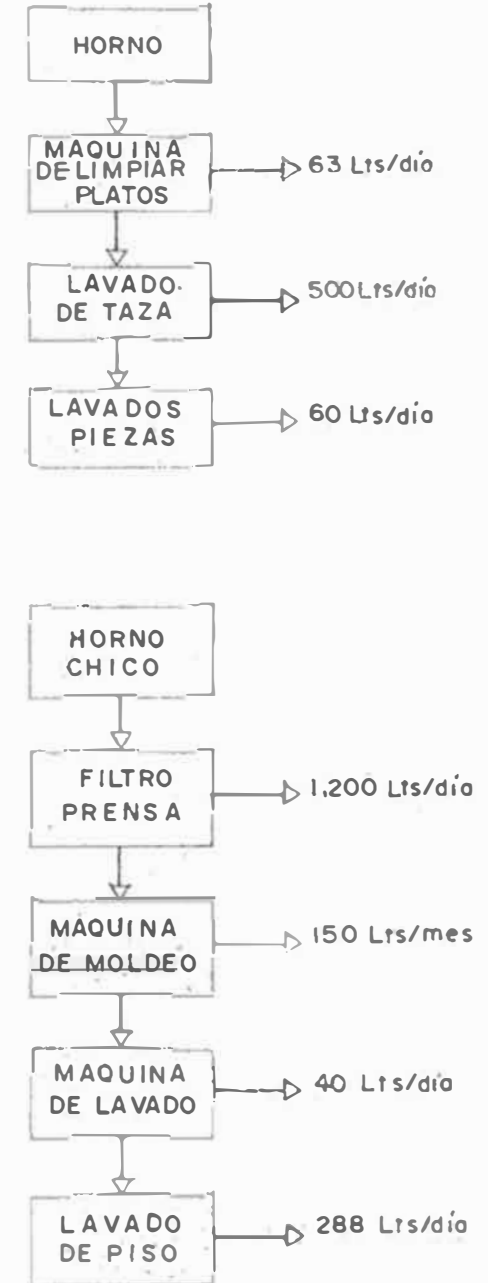 HORNO
MAQUINA
DE LIMPIAR
PLATOS
63 Lts/día
LAVADO
DE TAZA
500 Lts/día
LAVADOS
PIEZAS
60 Lts/día
HORNO
CHICO
FILTRO
PRENSA
1,200 Lts/día
MAQUINA
DE MOLDEO
150 Lts/mes
MAQUINA
DE LAVADO
40 Lts/día
LAVADO
DE PISO
288 Lts/día